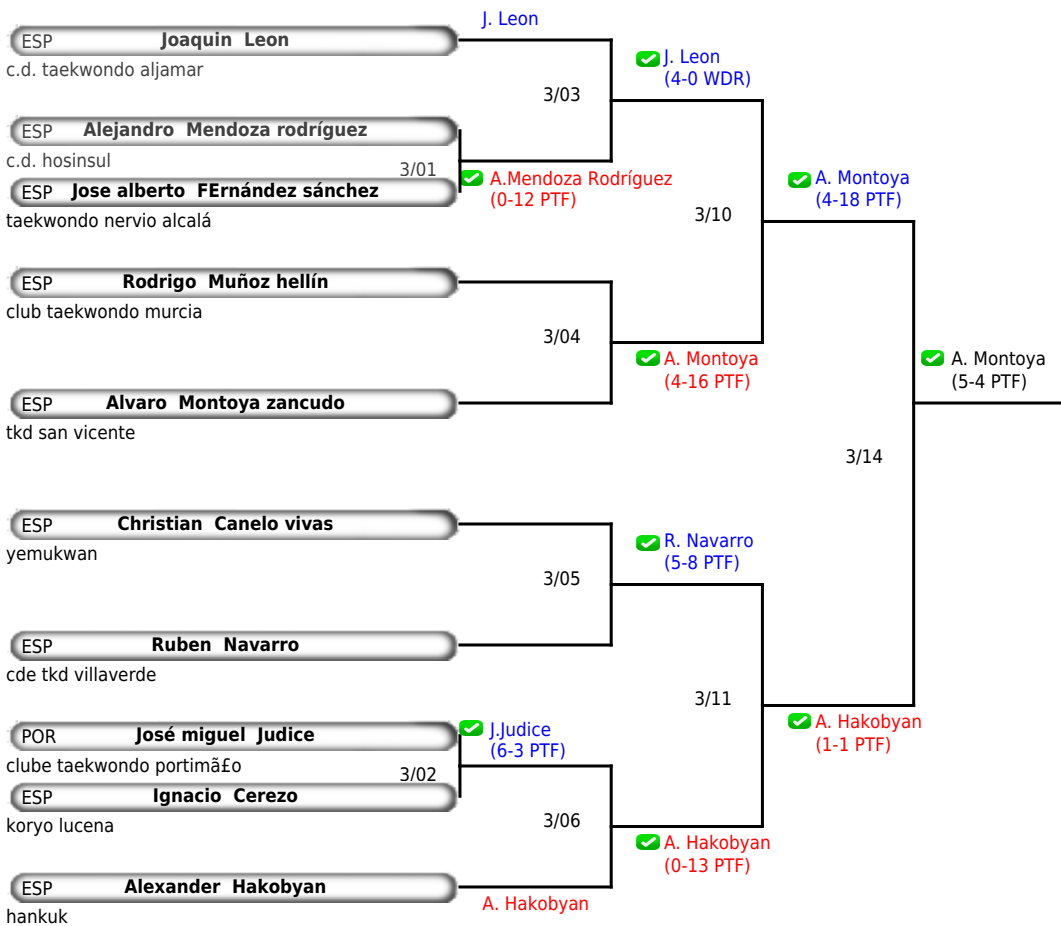 J. Leon
ESP Joaquin Leon
c.d. taekwondo aljamar
J. Leon
(4-0 WDR)
3/03
ESP Alejandro Mendoza rodríguez
c.d. hosinsul
3/01
A.Mendoza Rodríguez
(0-12 PTF)
ESP Jose alberto FErnández sánchez
taekwondo nervio alcalá
A. Montoya
(4-18 PTF)
3/10
ESP Rodrigo Muñoz hellín
club taekwondo murcia
3/04
A. Montoya
(4-16 PTF)
A. Montoya
(5-4 PTF)
ESP Alvaro Montoya zancudo
tkd san vicente
3/14
ESP Christian Canelo vivas
yemukwan
R. Navarro
(5-8 PTF)
3/05
ESP Ruben Navarro
cde tkd villaverde
3/11
A. Hakobyan
(1-1 PTF)
POR José miguel Judice
clube taekwondo portimã£o
J.Judice
(6-3 PTF)
3/02
ESP Ignacio Cerezo
koryo lucena
3/06
A. Hakobyan
(0-13 PTF)
ESP Alexander Hakobyan
hankuk
A. Hakobyan